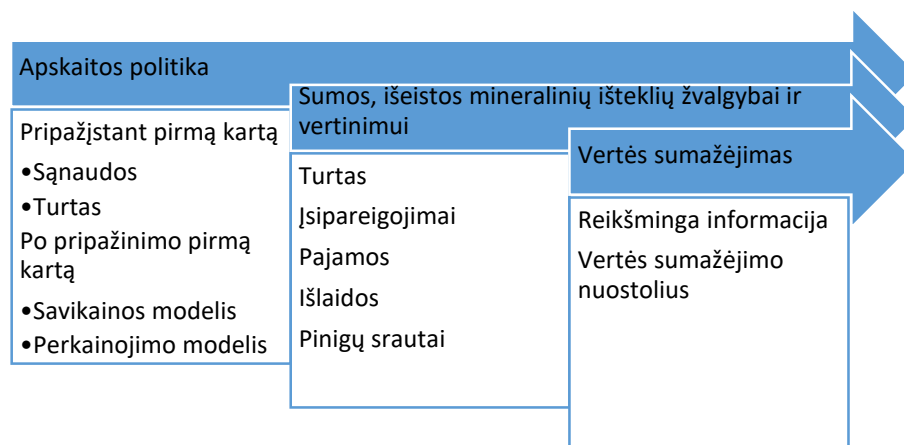 Apskaitos politika
Pripažįstant pirmą kartą
•Sąnaudos
•Turtas
Po pripažinimo pirmą
kartą
•Savikainos modelis
•Perkainojimo modelis
Sumos, išeistos mineralinių išteklių žvalgybai ir
vertinimui
Turtas
Įsipareigojimai
Pajamos
Išlaidos
Pinigų srautai
Vertės sumažėjimas
Reikšminga informacija
Vertės sumažėjimo
nuostolius